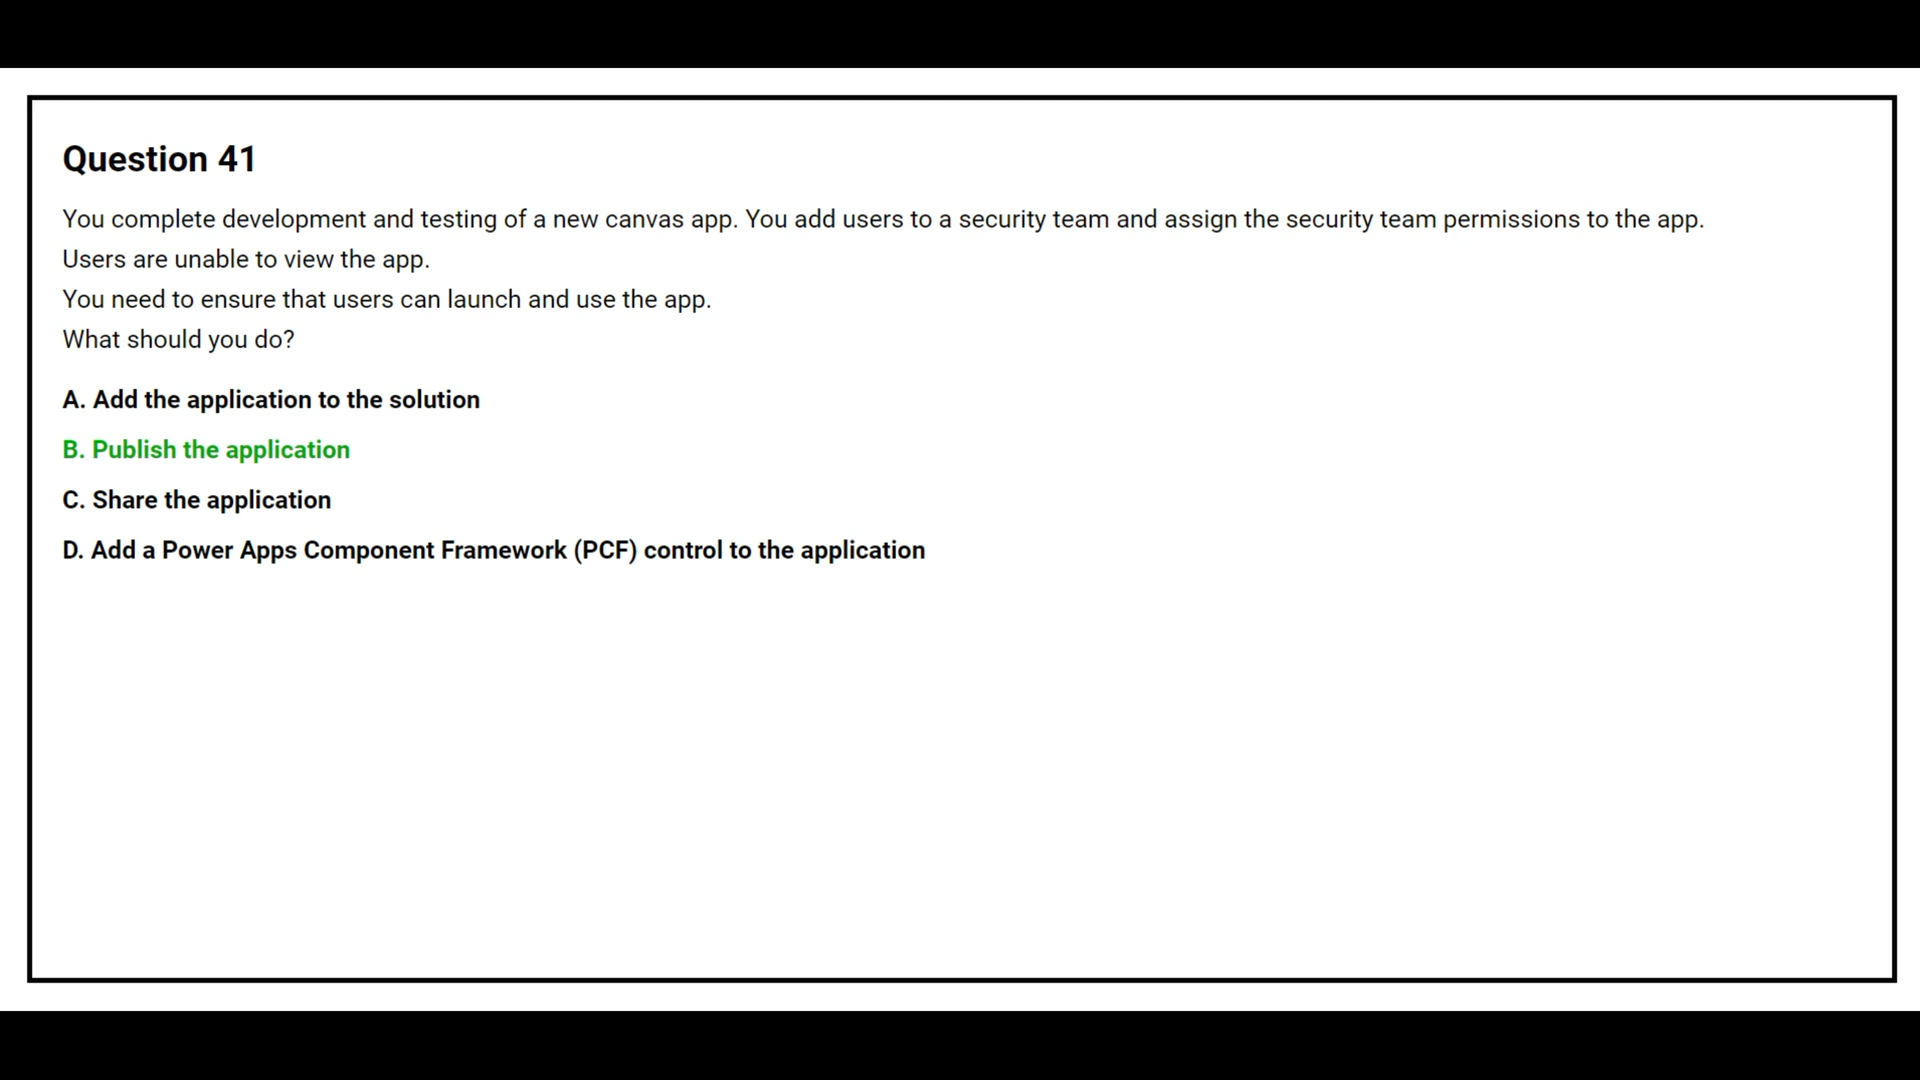 Question 41
You complete development and testing of a new canvas app. You add users to a security team and assign the security team permissions to the app.
Users are unable to view the app.
You need to ensure that users can launch and use the app.
What should you do?
A. Add the application to the solution
B. Publish the application
C. Share the application
D. Add a Power Apps Component Framework (PCF) control to the application